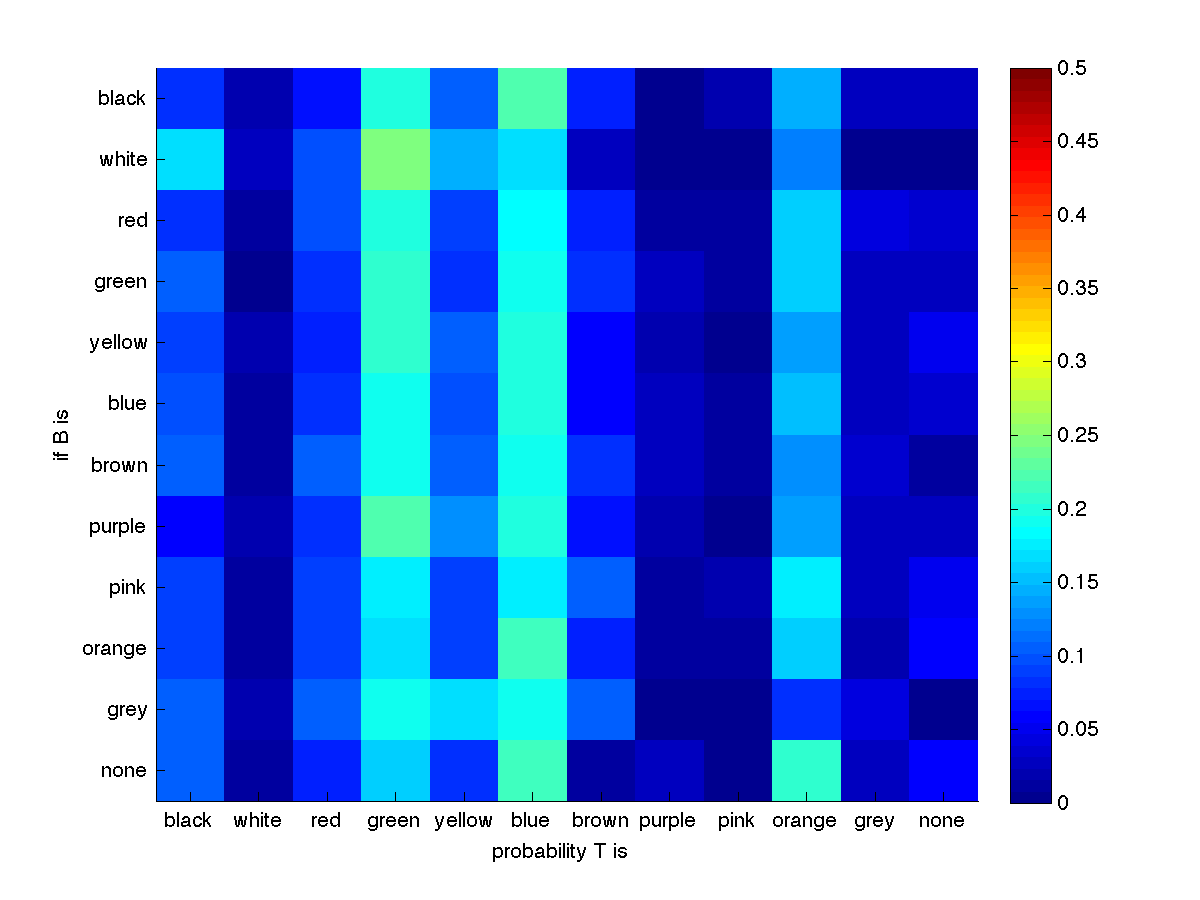 black
white
red
green
yellow
blue
brown
purple
pink
orange
grey
none
if B is
black white red green yellow blue brown purple pink orange grey none
probability T is
0.5
0.45
0.4
0.35
0.3
0.25
0.2
0.15
0.1
0.05
0